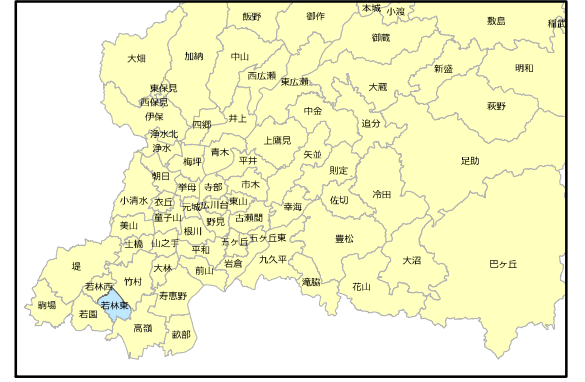 本城
小渡
飯野
御作
敷島
稲武
御蔵
大畑
加納
中山
新盛
明和
西広瀬
東広瀬
大蔵
東保見
西保見
萩野
伊保
中金
井上
追分
四郷
浄水北
上鷹見
浄水
青木
矢並
足助
梅坪
平井
則定
朝日
挙母
寺部
市木
冷田
小清水
衣丘
元城
広川台
東山
幸海
佐切
童子山
野見
古瀬間
美山
根川
豊松
土橋
山之手
五ケ丘
五ケ丘東
平和
堤
大林
前山
岩倉
九久平
大沼
巴ケ丘
竹村
滝脇
花山
若林西
寿恵野
駒場
若林東
若園
高嶺
畝部